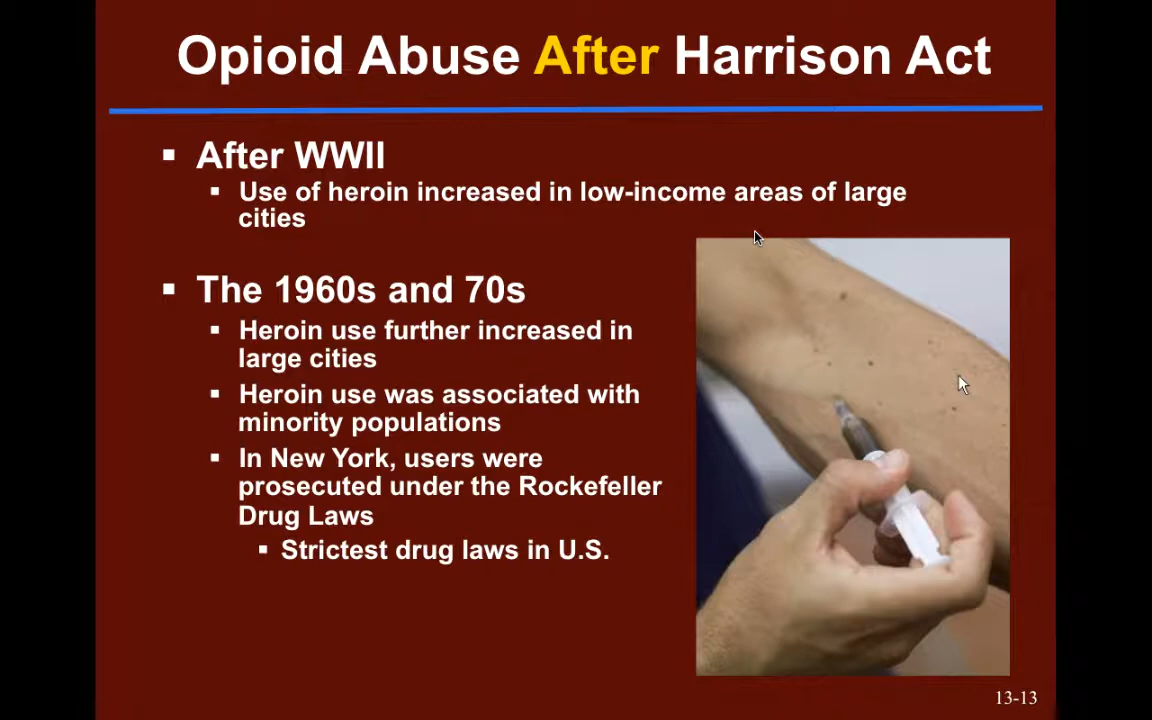 Opioid Abuse After Harrison Act
▪ After WWII
▪ Use of heroin increased in low-income areas of large
cities
▪ The 1960s and 70s
▪ Heroin use further increased in
large cities
▪ Heroin use was associated with
minority populations
▪ In New York, users were
prosecuted under the Rockefeller
Drug Laws
▪ Strictest drug laws in U.S.
13-13